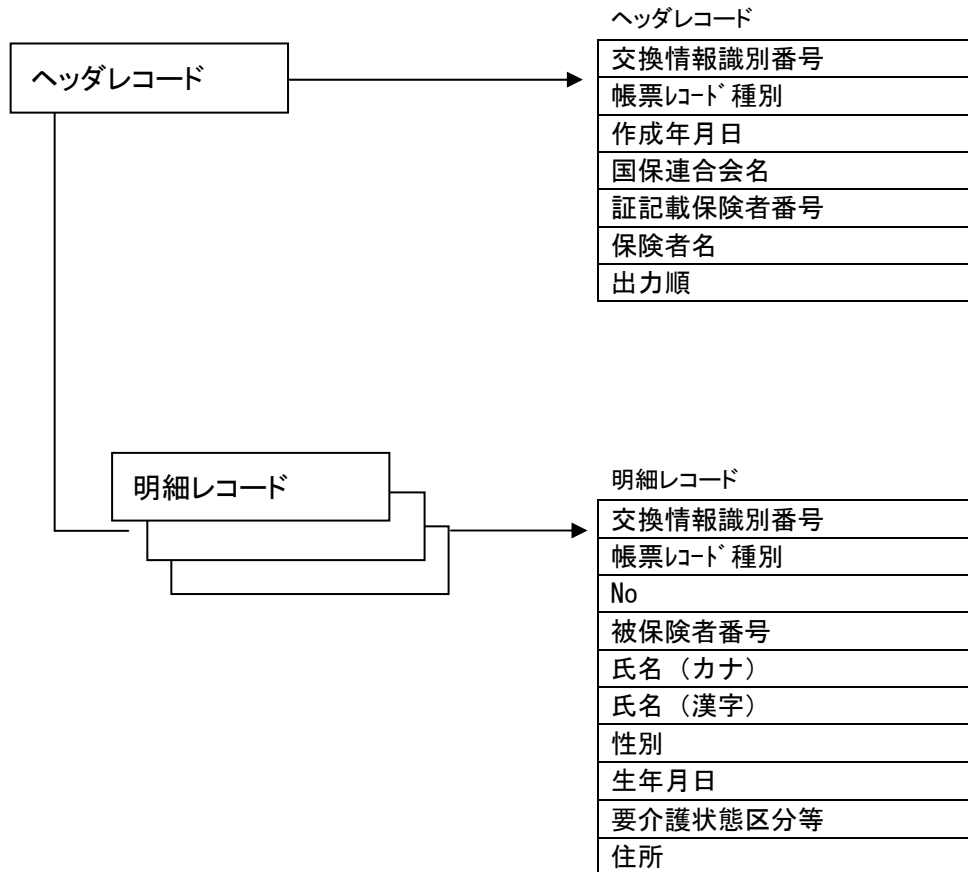 ヘッダレコード
ヘッダレコード
交換情報識別番号
帳票ﾚｺｰﾄﾞ種別
作成年月日
国保連合会名
証記載保険者番号
保険者名
出力順
明細レコード
明細レコード
交換情報識別番号
帳票ﾚｺｰﾄﾞ種別
No
被保険者番号
氏名（カナ）
氏名（漢字）
性別
生年月日
要介護状態区分等
住所